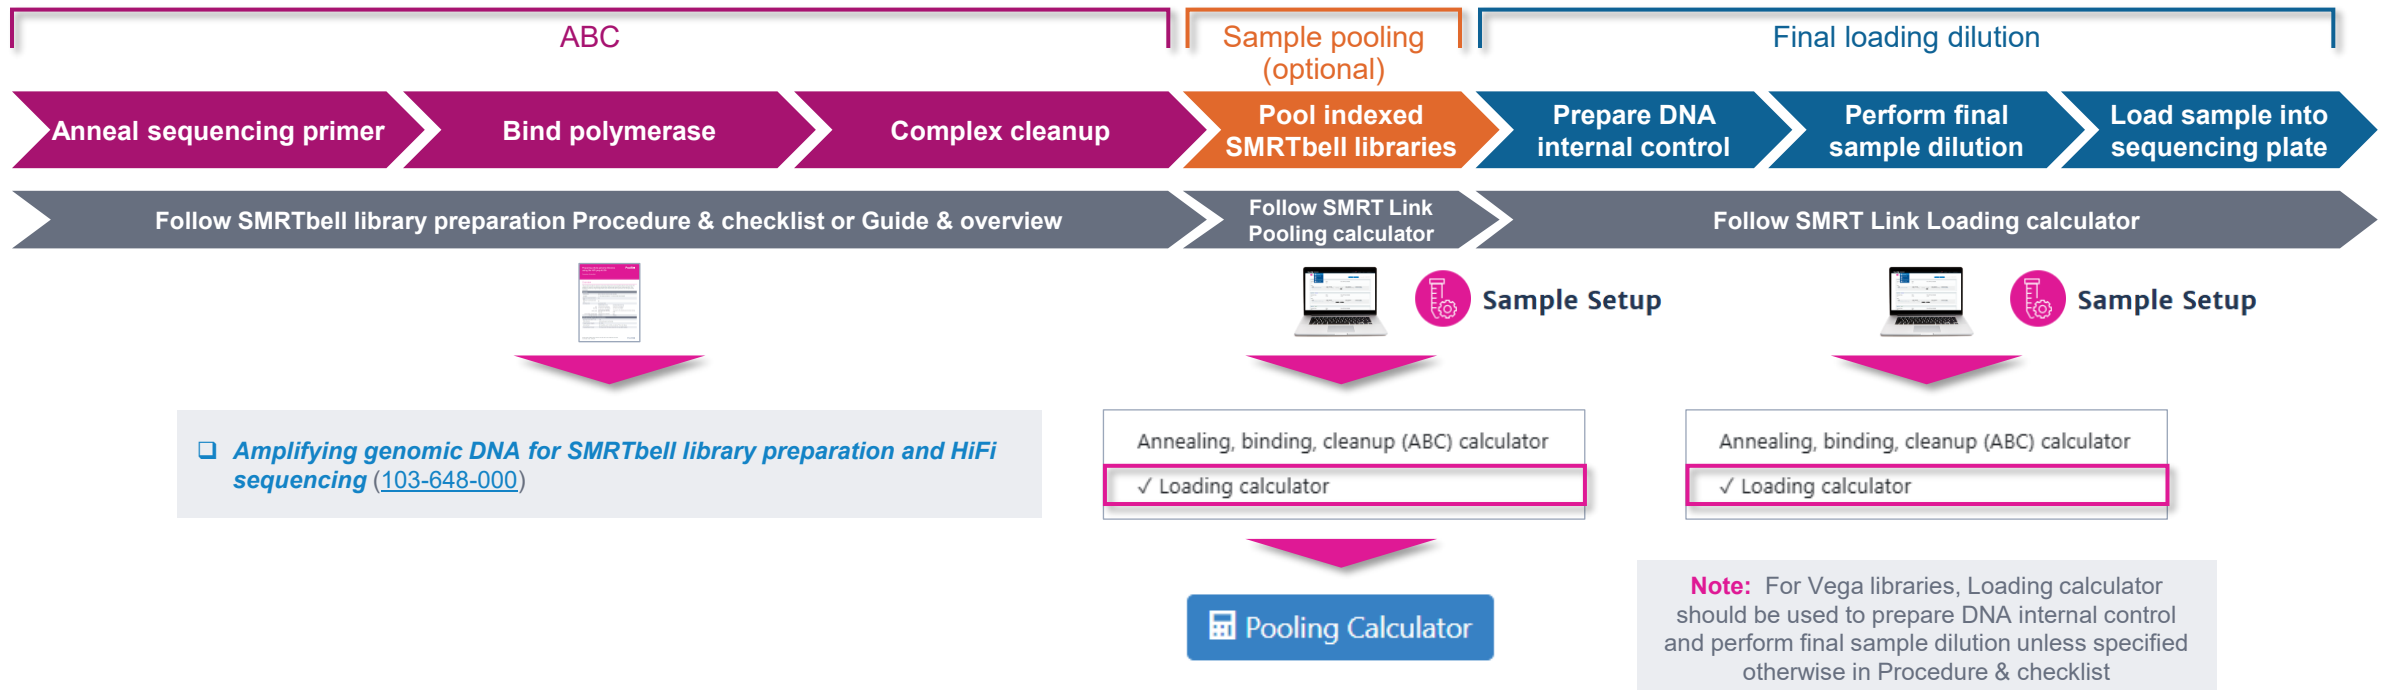 ABC
Sample pooling
(optional)
Final loading dilution
Anneal sequencing primer
Bind polymerase
Complex cleanup
Pool indexed
SMRTbell libraries
Prepare DNA
internal control
Perform final
sample dilution
Load sample into
sequencing plate
Follow SMRTbell library preparation Procedure & checklist or Guide & overview
Follow SMRT Link
Pooling calculator
Follow SMRT Link Loading calculator
Sample Setup
Sample Setup
❑ Amplifying genomic DNA for SMRTbell library preparation and HiFi
sequencing (103-648-000)
Annealing, binding, cleanup (ABC) calculator
✓ Loading calculator
Pooling Calculator
Annealing, binding, cleanup (ABC) calculator
✓ Loading calculator
Note: For Vega libraries, Loading calculator
should be used to prepare DNA internal control
and perform final sample dilution unless specified
otherwise in Procedure & checklist